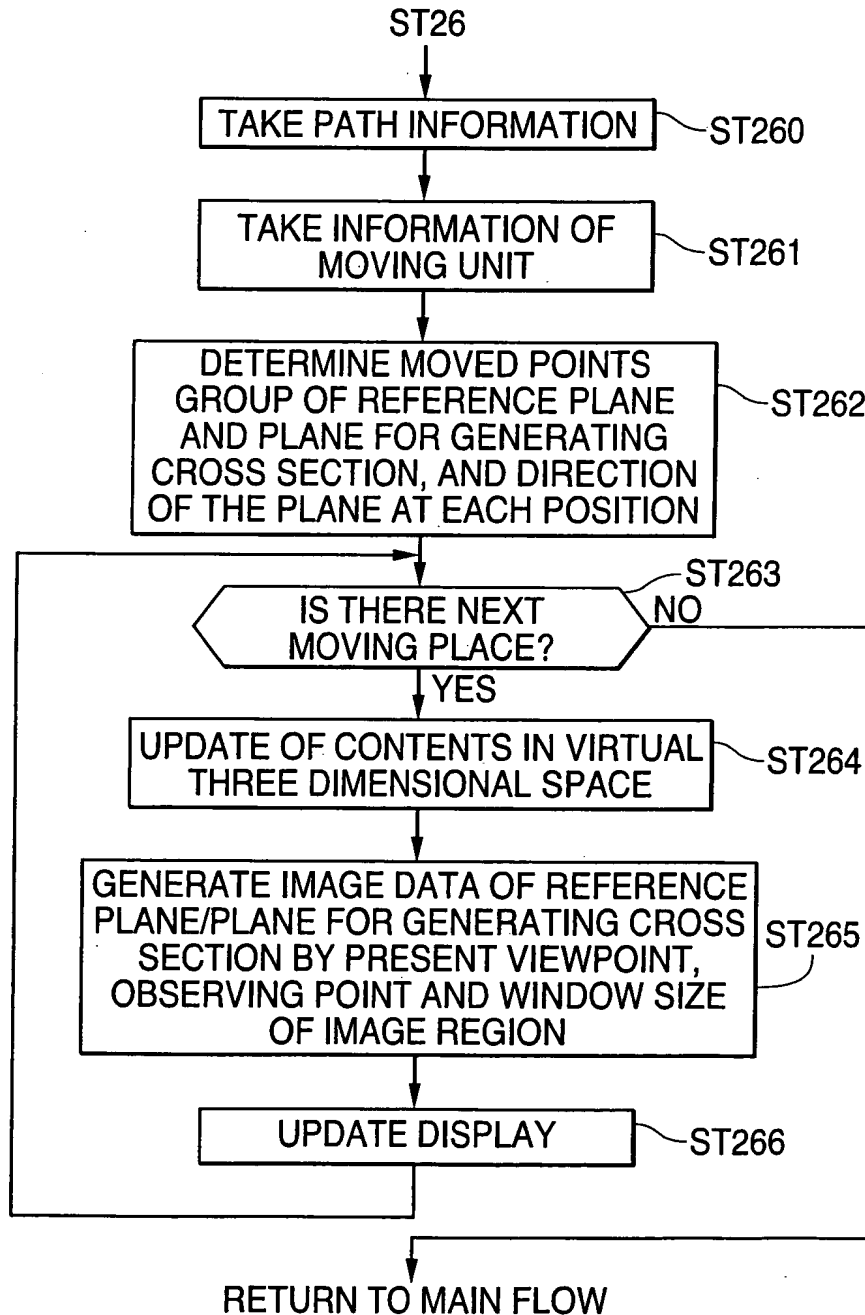 ST26
TAKE PATH INFORMATION
ST260
TAKE INFORMATION OF
MOVING UNIT
ST261
DETERMINE MOVED POINTS
GROUP OF REFERENCE PLANE
AND PLANE FOR GENERATING
CROSS SECTION, AND DIRECTION
OF THE PLANE AT EACH POSITION
ST262
ST263
IS THERE NEXT
MOVING PLACE?
NO
YES
UPDATE OF CONTENTS IN VIRTUAL
THREE DIMENSIONAL SPACE
ST264
GENERATE IMAGE DATA OF REFERENCE
PLANE/PLANE FOR GENERATING CROSS
SECTION BY PRESENT VIEWPOINT,
OBSERVING POINT AND WINDOW SIZE
OF IMAGE REGION
ST265
UPDATE DISPLAY
ST266
RETURN TO MAIN FLOW